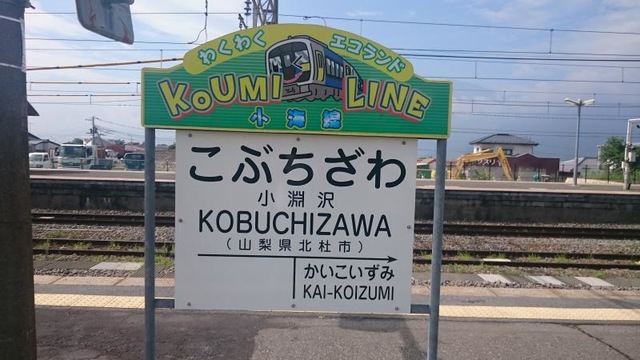 わくわく エコランド
KOUMI LINE
小海線
こぶちざわ
小淵沢
KOBUCHIZAWA
(山梨県北杜市)
かいこいずみ
KAI-KOIZUMI